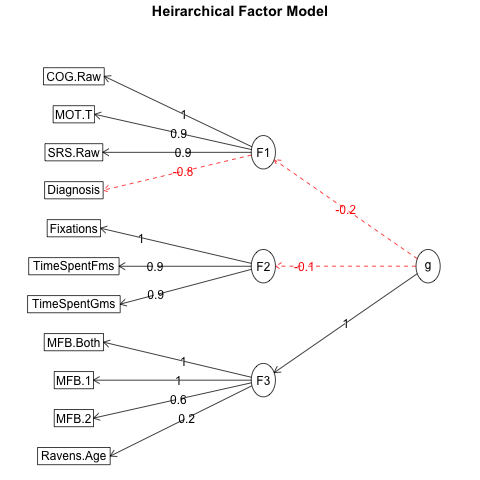 Heirarchical Factor Model
COG.Raw
MOT.T
SRS.Raw
Diagnosis
Fixations
TimeSpentFms
TimeSpentGms
MFB.Both
MFB.1
MFB.2
Ravens.Age
1
0.9
0.9
-0.8
1
0.9
0.9
1
1
0.6
0.2
F1
F2
F3
-0.2
-0.1
1
g